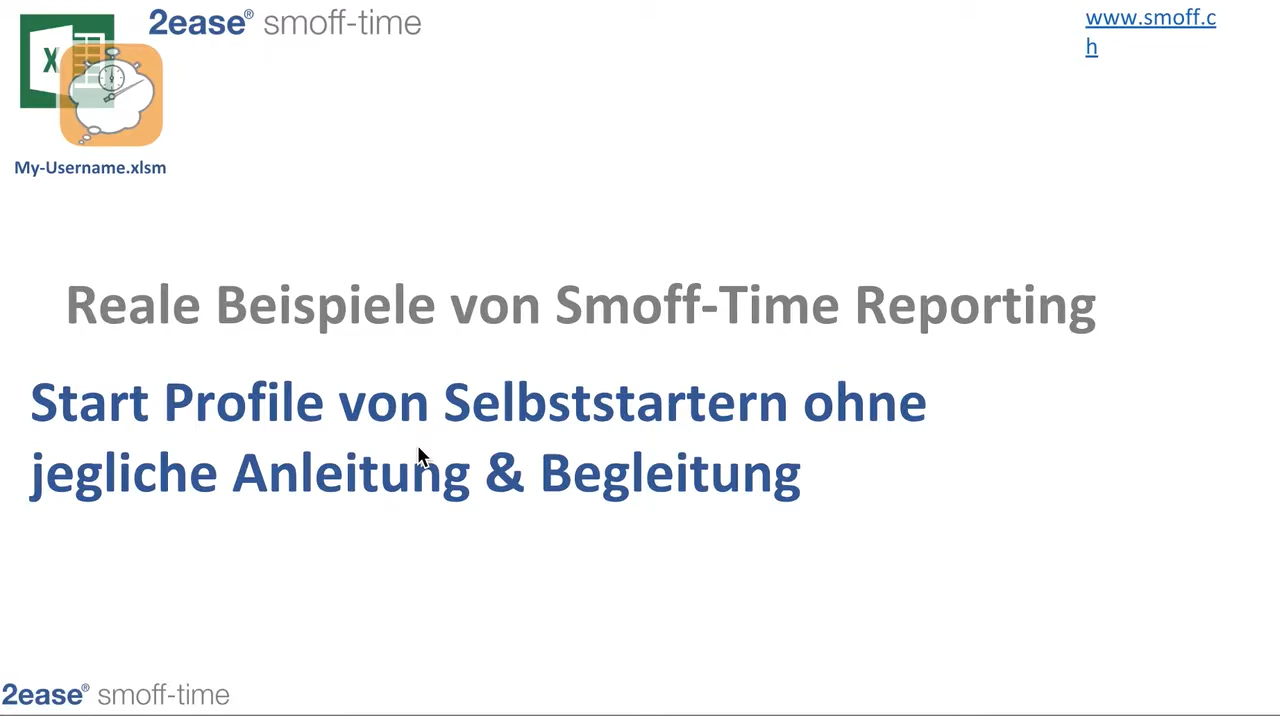 2ease® smoff-time
www.smoff.c
h
X
My-Username.xlsm
Reale Beispiele von Smoff-Time Reporting
Start Profile von Selbststartern ohne
jegliche Anleitung & Begleitung
2ease® smoff-time